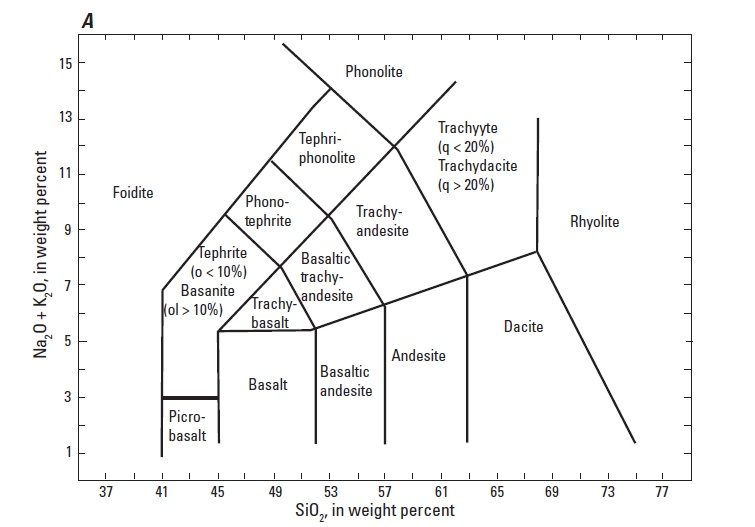 A
Na2O + K2O, in weight percent
15
13
11
9
7
5
3
1
Phonolite
Tephri-
phonolite
Trachyyte
(q < 20%)
Trachydacite
(q > 20%)
Foidite
Phono-
tephrite
Trachy-
andesite
Rhyolite
Tephrite
(o < 10%)
Basanite
(ol > 10%)
Basaltic
trachy-
andesite
Trachy-
basalt
Dacite
Andesite
Basalt
Basaltic
andesite
Picro-
basalt
37 41 45 49 53 57 61 65 69 73 77
SiO2, in weight percent